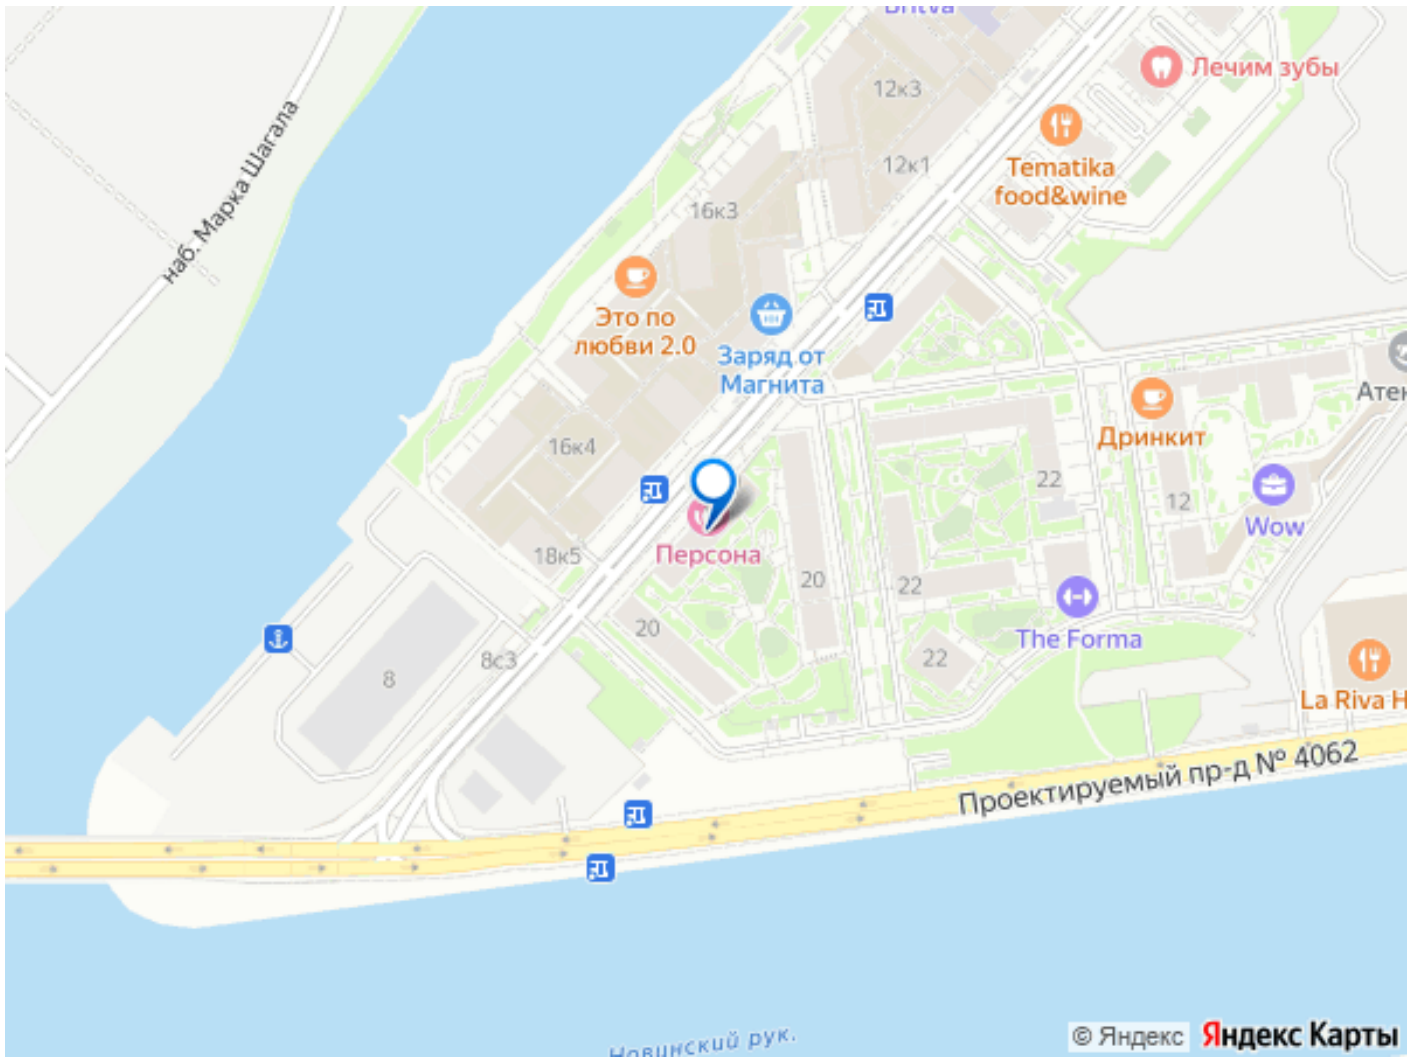 Britva
Лечим зубы
12к3
Tematika
food&wine
12к1
наб. Марка Шагала
16к3
Это по
любви 2.0
Заряд от
Магнита
Дринкит
16к4
22
12
Wow
18к5
Персона
20
22
The Forma
20
22
8с3
8
La Riva H
Проектируемый пр-д № 4062
Новинский рук.
© Яндекс
Яндекс Карты